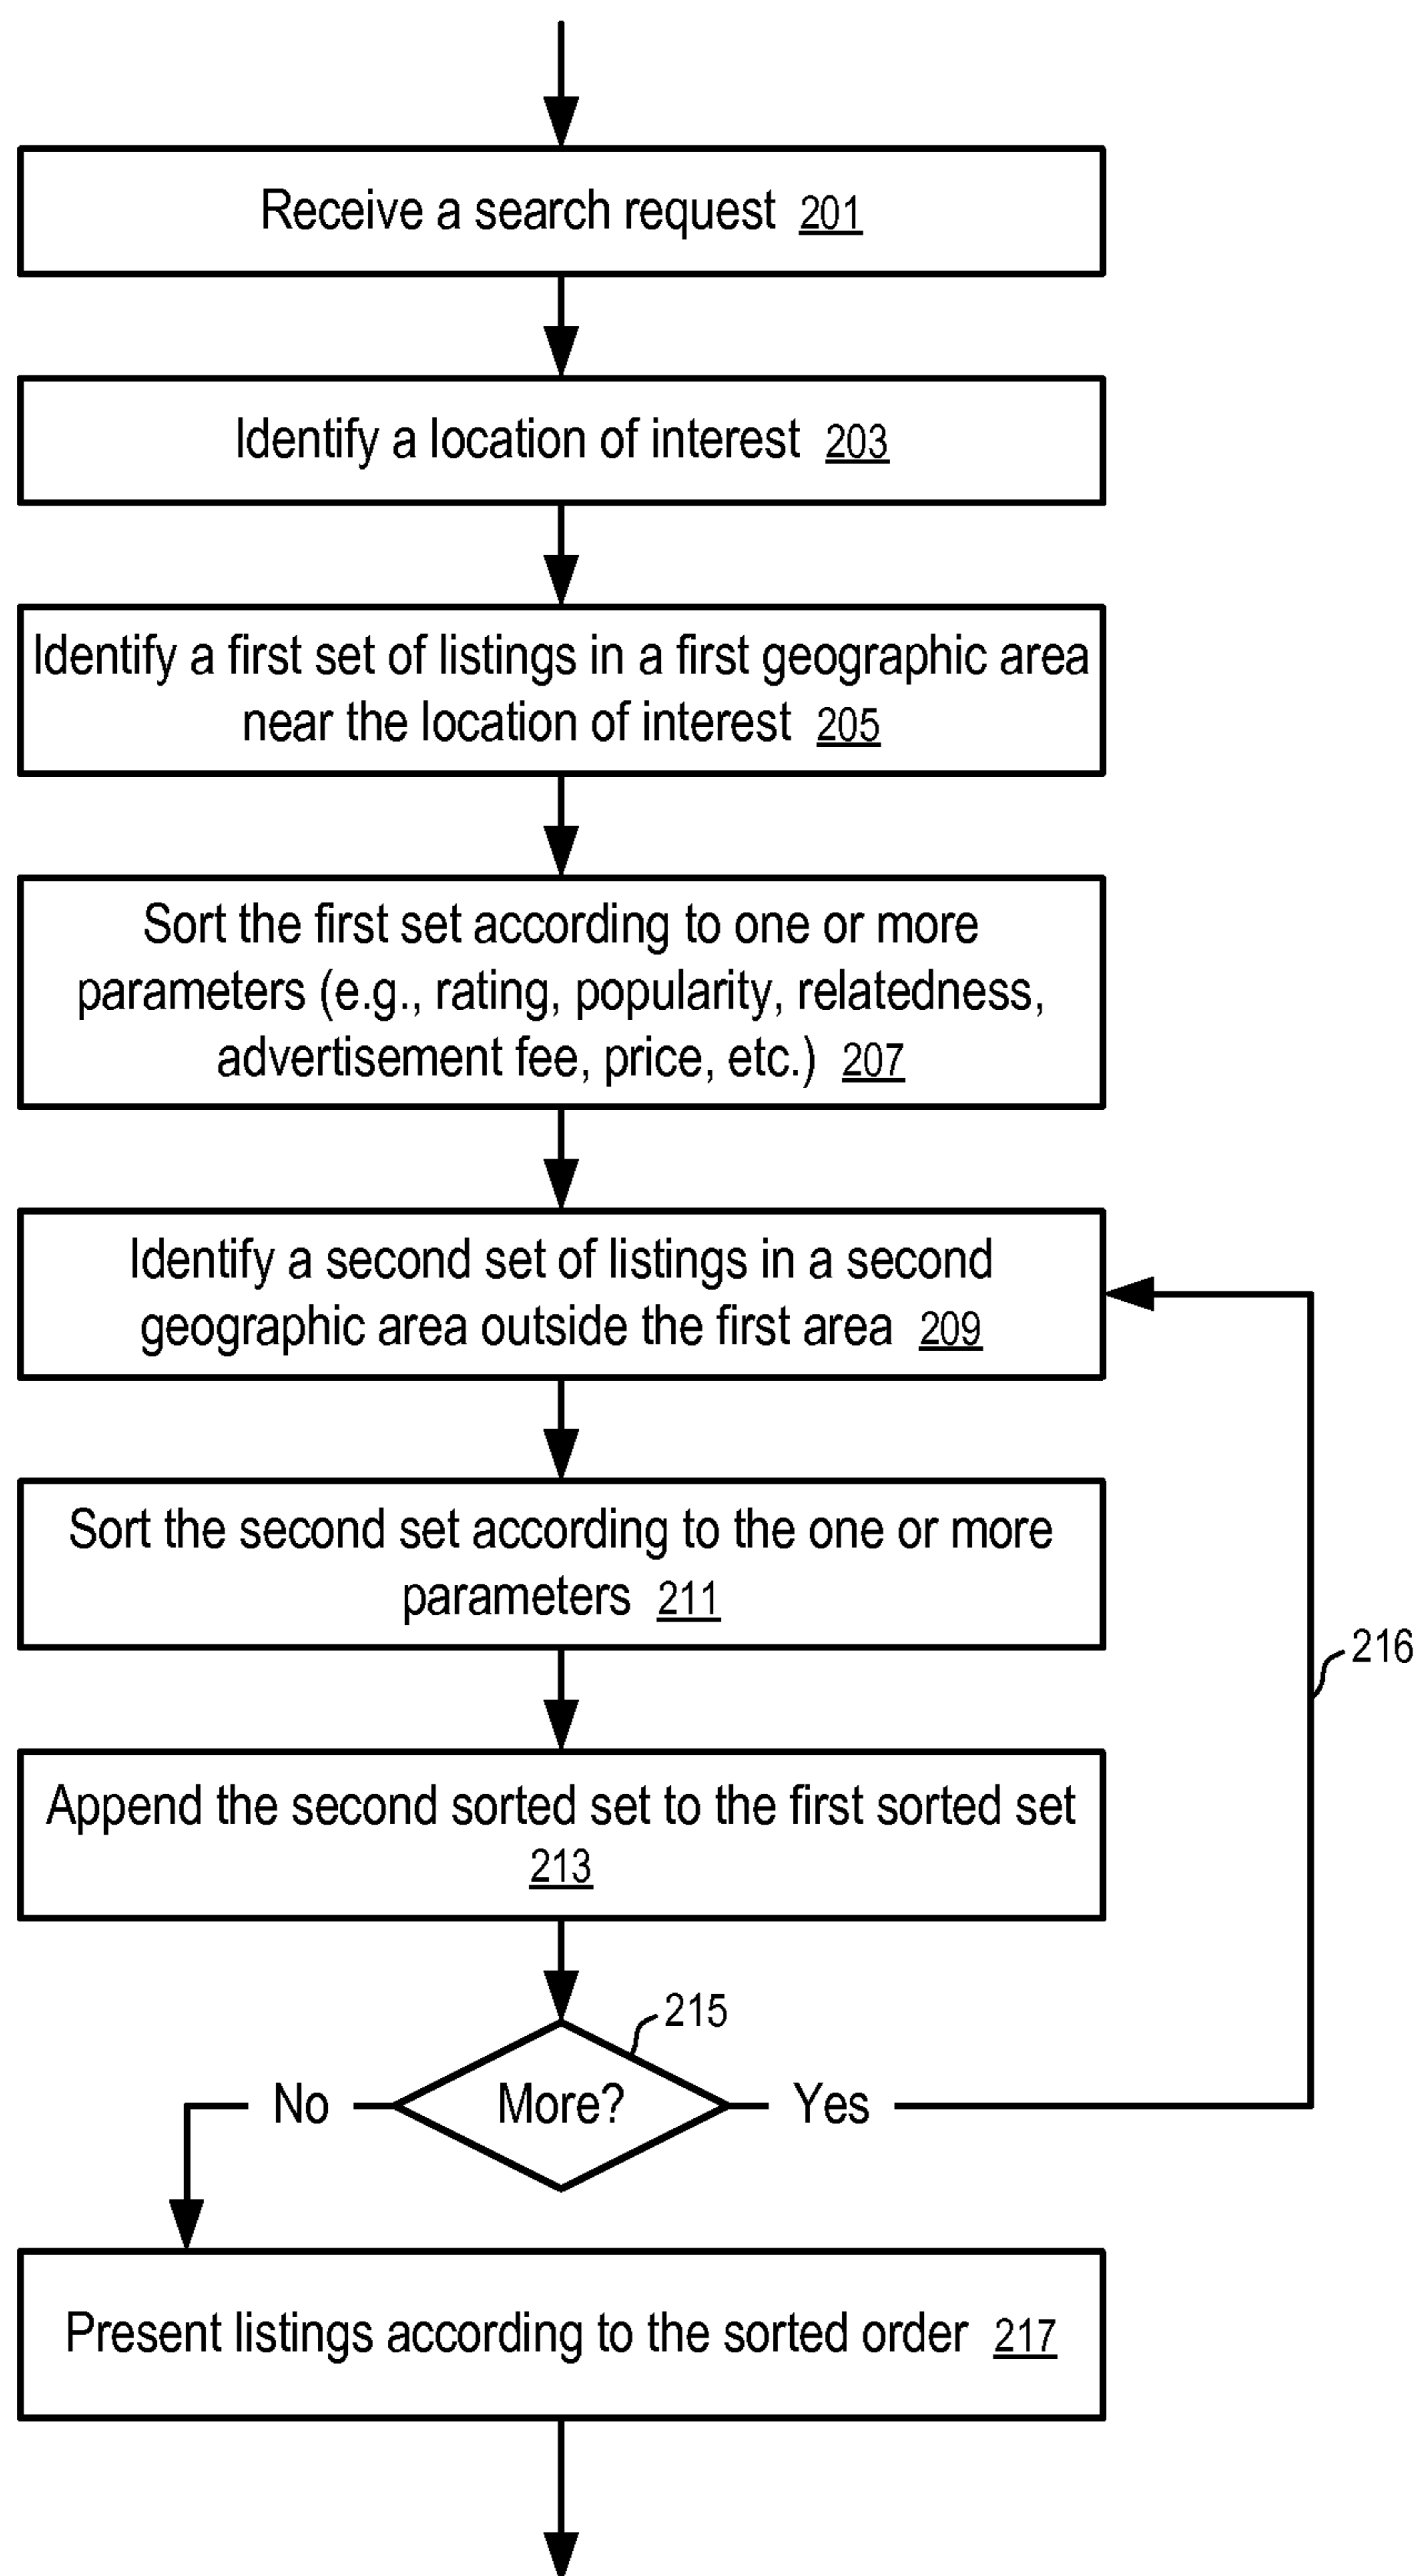 Receive a search request 201
Identify a location of interest 203
Identify a first set of listings in a first geographic area
near the location of interest 205
Sort the first set according to one or more
parameters (e.g., rating, popularity, relatedness,
advertisement fee, price, etc.) 207
Identify a second set of listings in a second
geographic area outside the first area 209
Sort the second set according to the one or more
parameters 211
216
Append the second sorted set to the first sorted set
213
215
No More? Yes
Present listings according to the sorted order 217